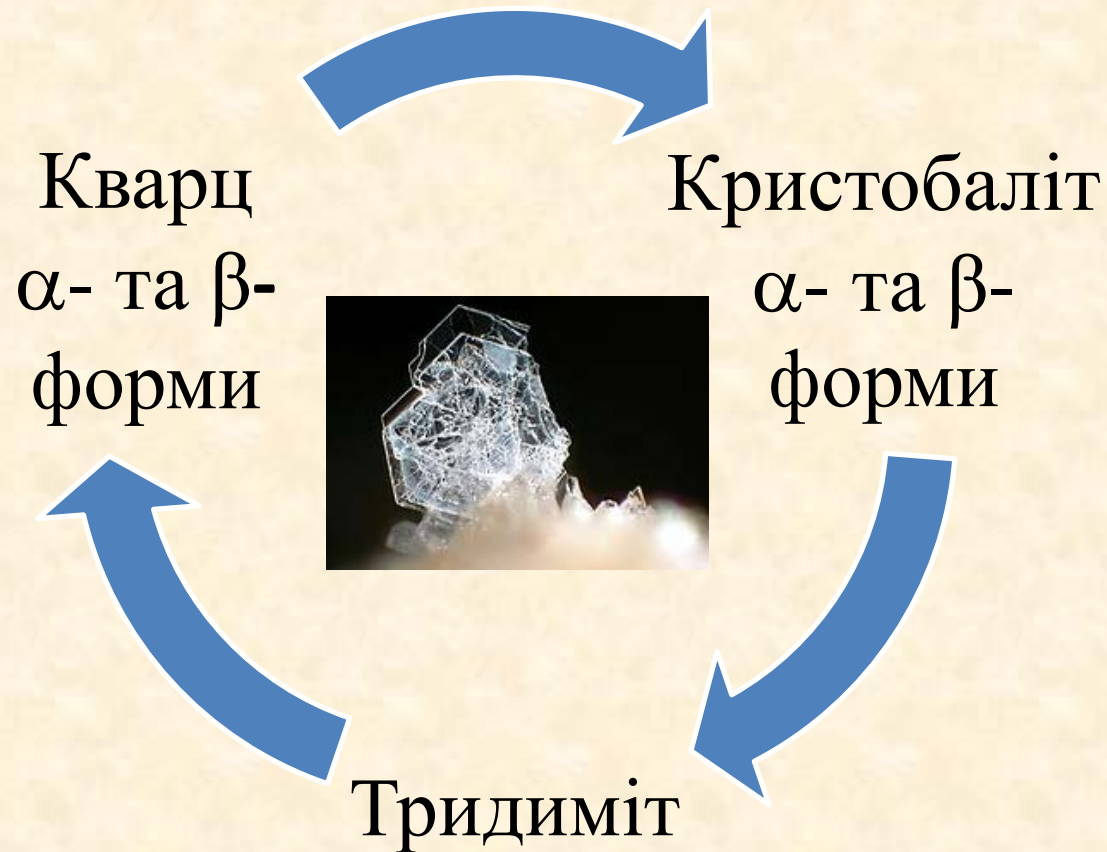 Кварц
α- та β-
форми
Кристобаліт
α- та β-
форми
Тридиміт